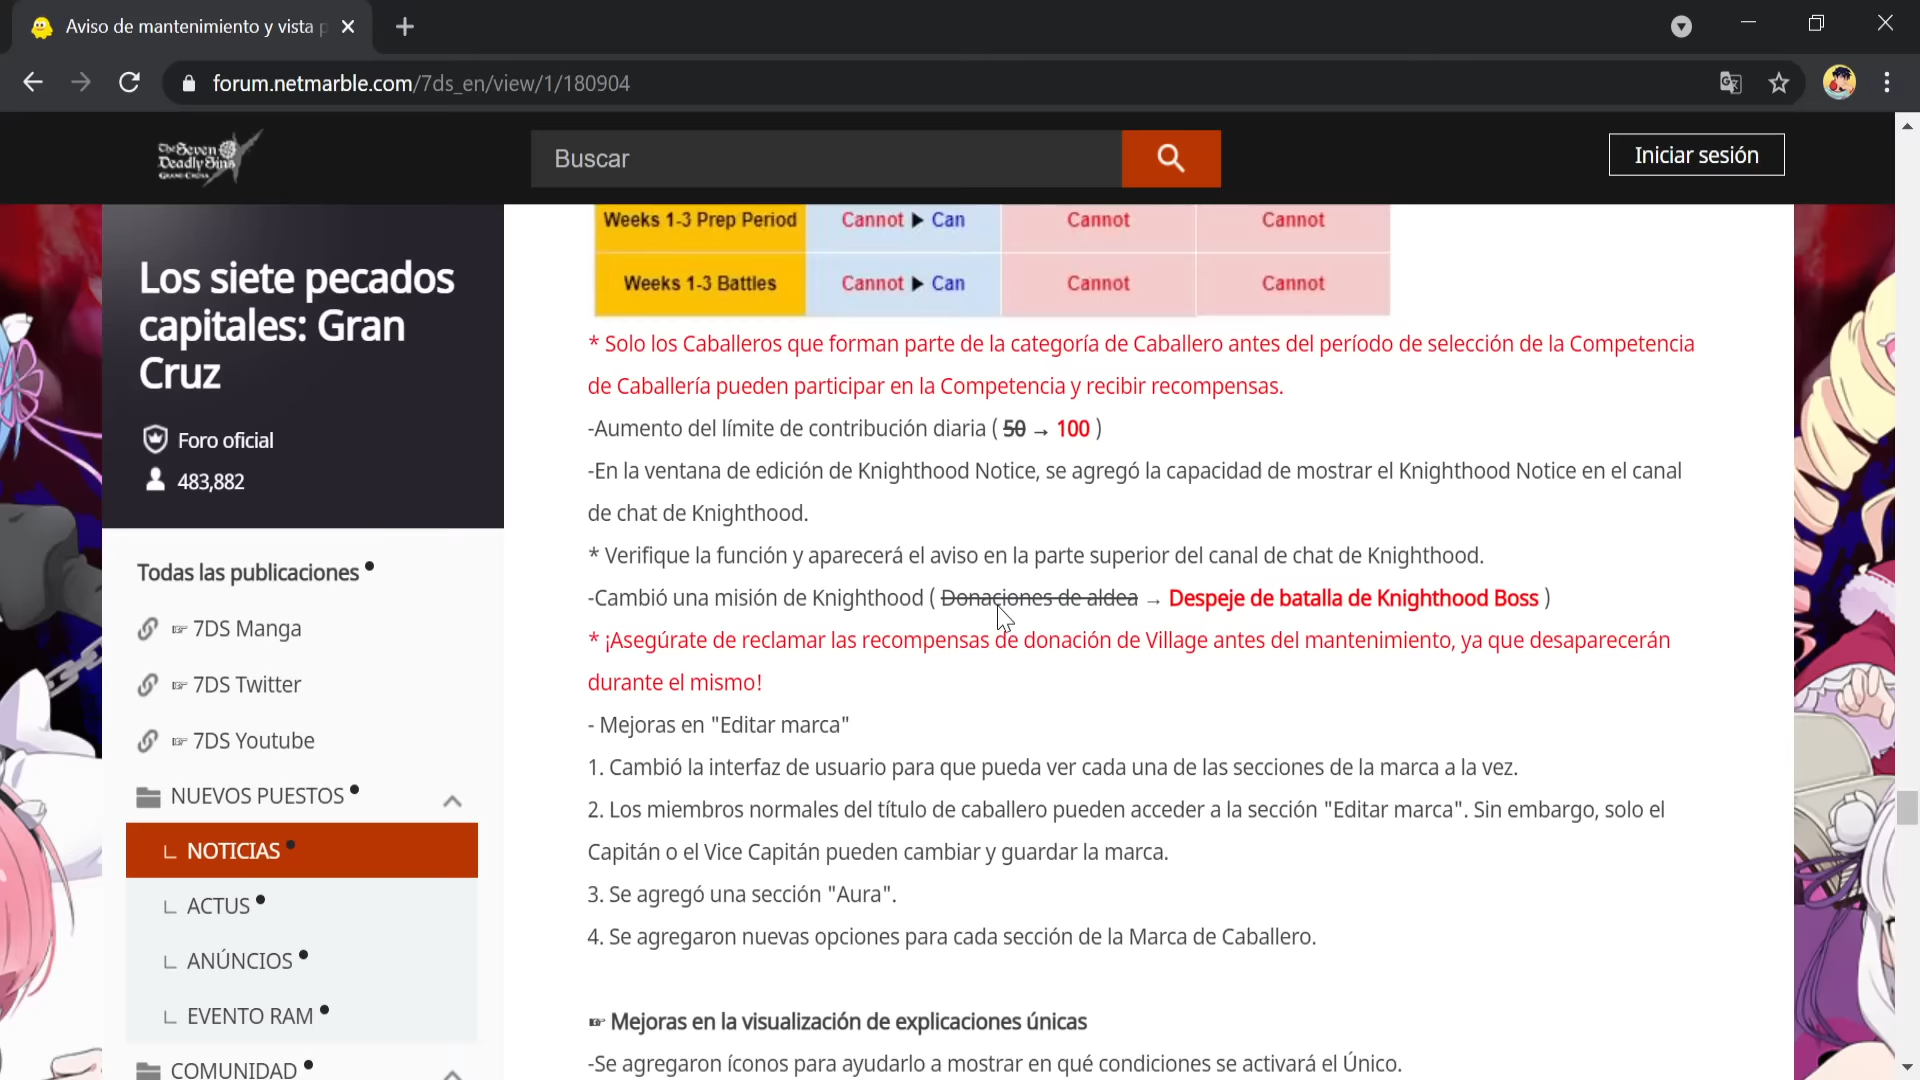 Aviso de mantenimiento y vista p
forum.netmarble.com/7ds_en/view/1/180904
The Seven
Deadly Sins
GRAND CROSS
Buscar
Iniciar sesión
Los siete pecados
capitales: Gran
Cruz
Foro oficial
483,882
Todas las publicaciones
☞ 7DS Manga
☞ 7DS Twitter
☞ 7DS Youtube
NUEVOS PUESTOS
NOTICIAS
ACTUS
ANÚNCIOS
EVENTO RAM
COMUNIDAD
Weeks 1-3 Prep Period Cannot ▶ Can Cannot Cannot
Weeks 1-3 Battles Cannot ▶ Can Cannot Cannot
* Solo los Caballeros que forman parte de la categoría de Caballero antes del período de selección de la Competencia
de Caballería pueden participar en la Competencia y recibir recompensas.
-Aumento del límite de contribución diaria ( 50 → 100 )
-En la ventana de edición de Knighthood Notice, se agregó la capacidad de mostrar el Knighthood Notice en el canal
de chat de Knighthood.
* Verifique la función y aparecerá el aviso en la parte superior del canal de chat de Knighthood.
-Cambió una misión de Knighthood ( Donaciones de aldea → Despeje de batalla de Knighthood Boss )
* ¡Asegúrate de reclamar las recompensas de donación de Village antes del mantenimiento, ya que desaparecerán
durante el mismo!
- Mejoras en "Editar marca"
1. Cambió la interfaz de usuario para que pueda ver cada una de las secciones de la marca a la vez.
2. Los miembros normales del título de caballero pueden acceder a la sección "Editar marca". Sin embargo, solo el
Capitán o el Vice Capitán pueden cambiar y guardar la marca.
3. Se agregó una sección "Aura".
4. Se agregaron nuevas opciones para cada sección de la Marca de Caballero.
☞ Mejoras en la visualización de explicaciones únicas
-Se agregaron íconos para ayudarlo a mostrar en qué condiciones se activará el Único.